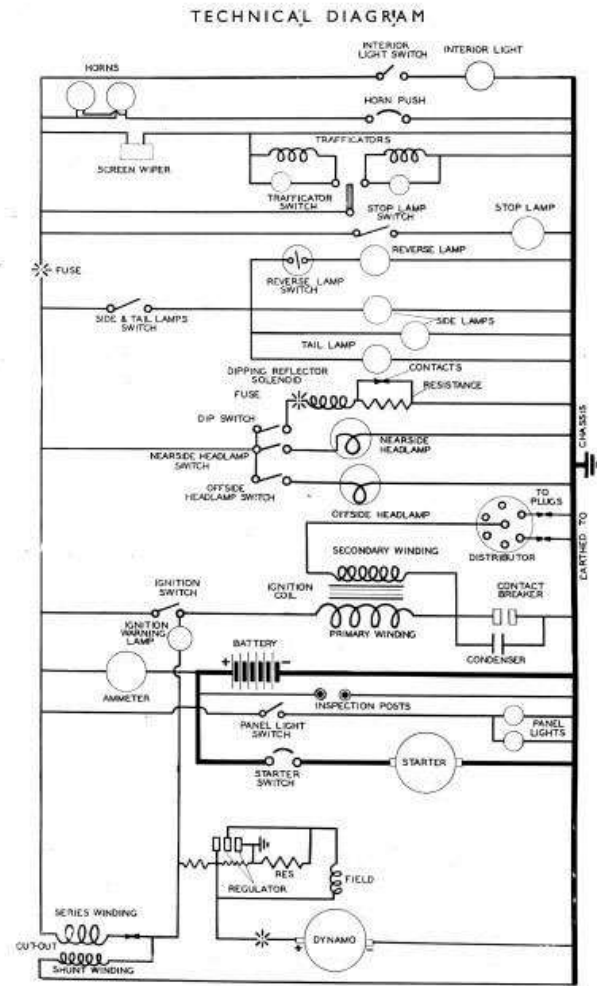 TECHNICAL DIAGRAM
INTERIOR
LIGHT SWITCH
INTERIOR LIGHT
HORNS
HORN PUSH
TRAFFICATORS
SCREEN WIPER
TRAFFICATOR
SWITCH
STOP LAMP
SWITCH
STOP LAMP
REVERSE LAMP
FUSE
REVERSE LAMP
SWITCH
SIDE & TAIL LAMPS
SWITCH
SIDE LAMPS
TAIL LAMP
DIPPING REFLECTOR
SOLENOID
CONTACTS
FUSE
RESISTANCE
DIP SWITCH
NEARSIDE HEADLAMP
SWITCH
NEARSIDE
HEADLAMP
OFFSIDE
HEADLAMP SWITCH
OFFSIDE HEADLAMP
EARTHED TO CHASSIS
TO
PLUGS
DISTRIBUTOR
SECONDARY WINDING
IGNITION
SWITCH
IGNITION
COIL
CONTACT
BREAKER
IGNITION
WARNING
LAMP
PRIMARY WINDING
CONDENSER
BATTERY
+ −
AMMETER
INSPECTION POSTS
PANEL LIGHT
SWITCH
PANEL
LIGHTS
STARTER
STARTER
SWITCH
RES
REGULATOR
FIELD
SERIES WINDING
CUT-OUT
SHUNT WINDING
DYNAMO
+ −